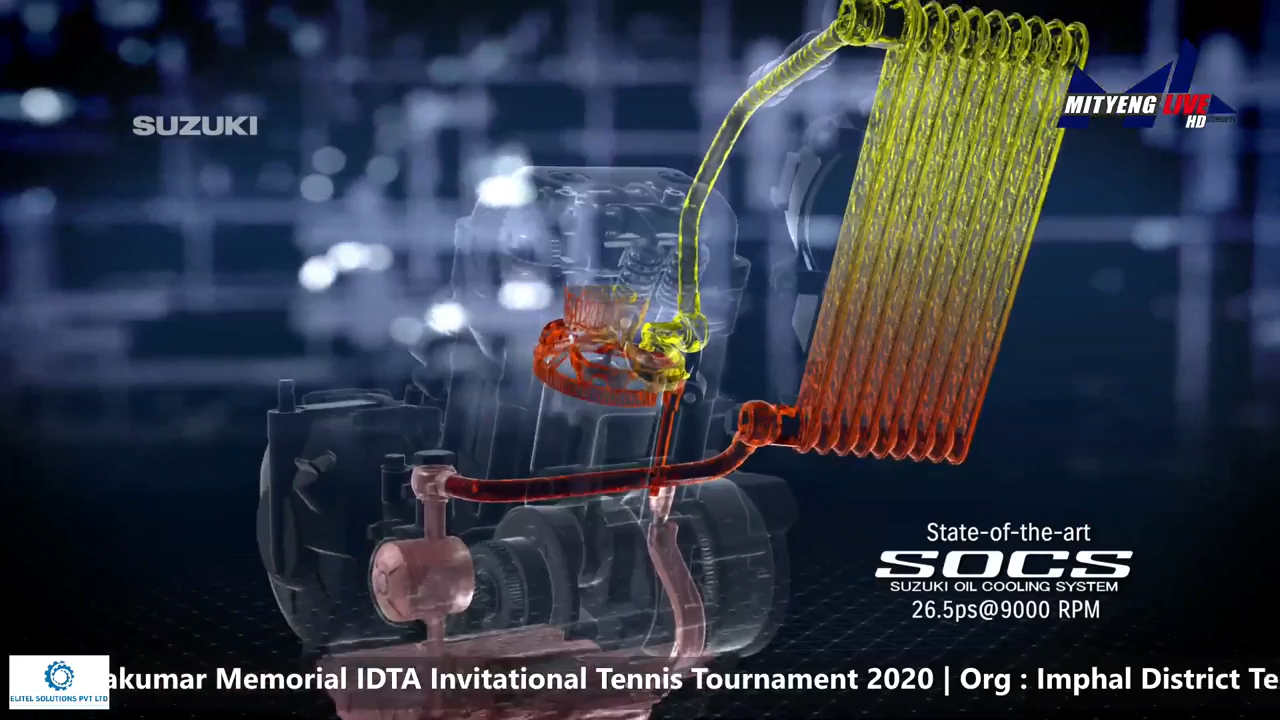 SUZUKI
MITYENG LIVE
HD
State-of-the-art
SOCS
SUZUKI OIL COOLING SYSTEM
26.5ps@9000 RPM
akumar Memorial IDTA Invitational Tennis Tournament 2020 | Org : Imphal District Te
ELITEL SOLUTIONS PVT LTD